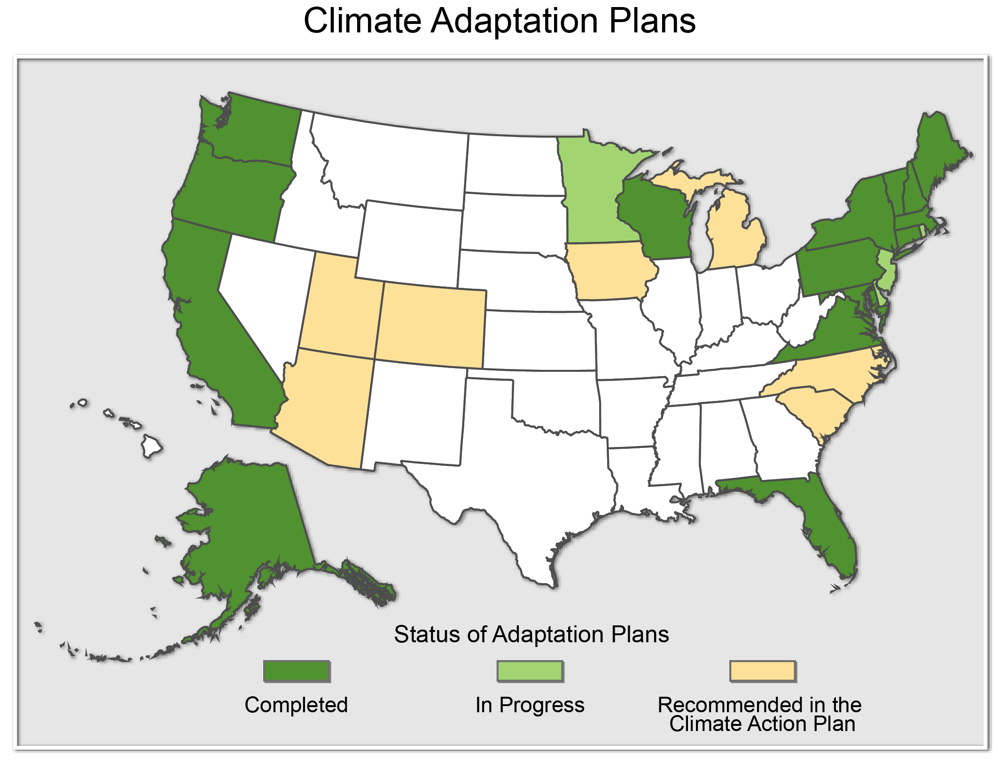 Climate Adaptation Plans
Status of Adaptation Plans
Completed
In Progress
Recommended in the
Climate Action Plan